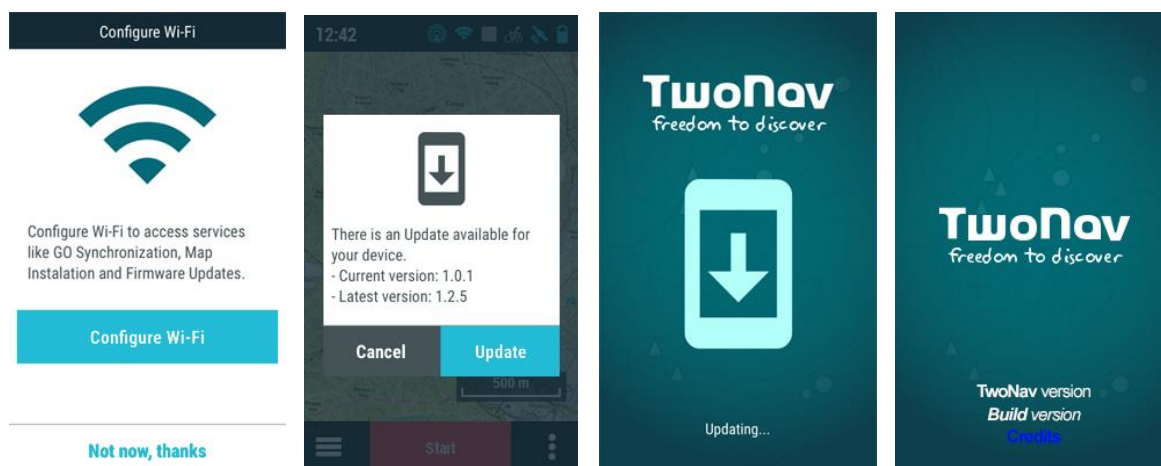 Configure Wi-Fi
Configure Wi-Fi to access services
like GO Synchronization, Map
Instalation and Firmware Updates.
Configure Wi-Fi
Not now, thanks
12:42
There is an Update available for
your device.
- Current version: 1.0.1
- Latest version: 1.2.5
Cancel
Update
500 m
Start
TwoNav
freedom to discover
Updating...
TwoNav
freedom to discover
TwoNav version
Build version
Credits